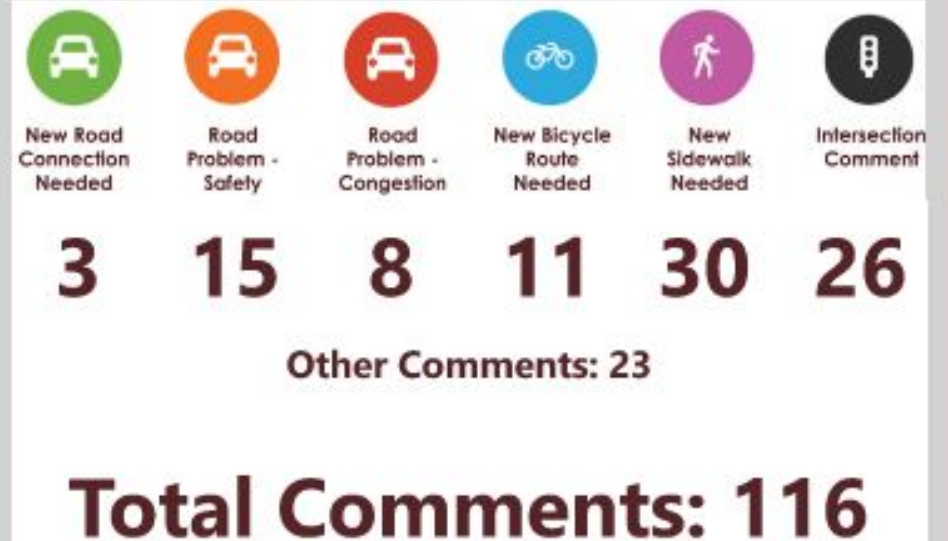 New Road
Connection
Needed
Road
Problem -
Safety
Road
Problem -
Congestion
New Bicycle
Route
Needed
New
Sidewalk
Needed
Intersection
Comment
3 15 8 11 30 26
Other Comments: 23
Total Comments: 116